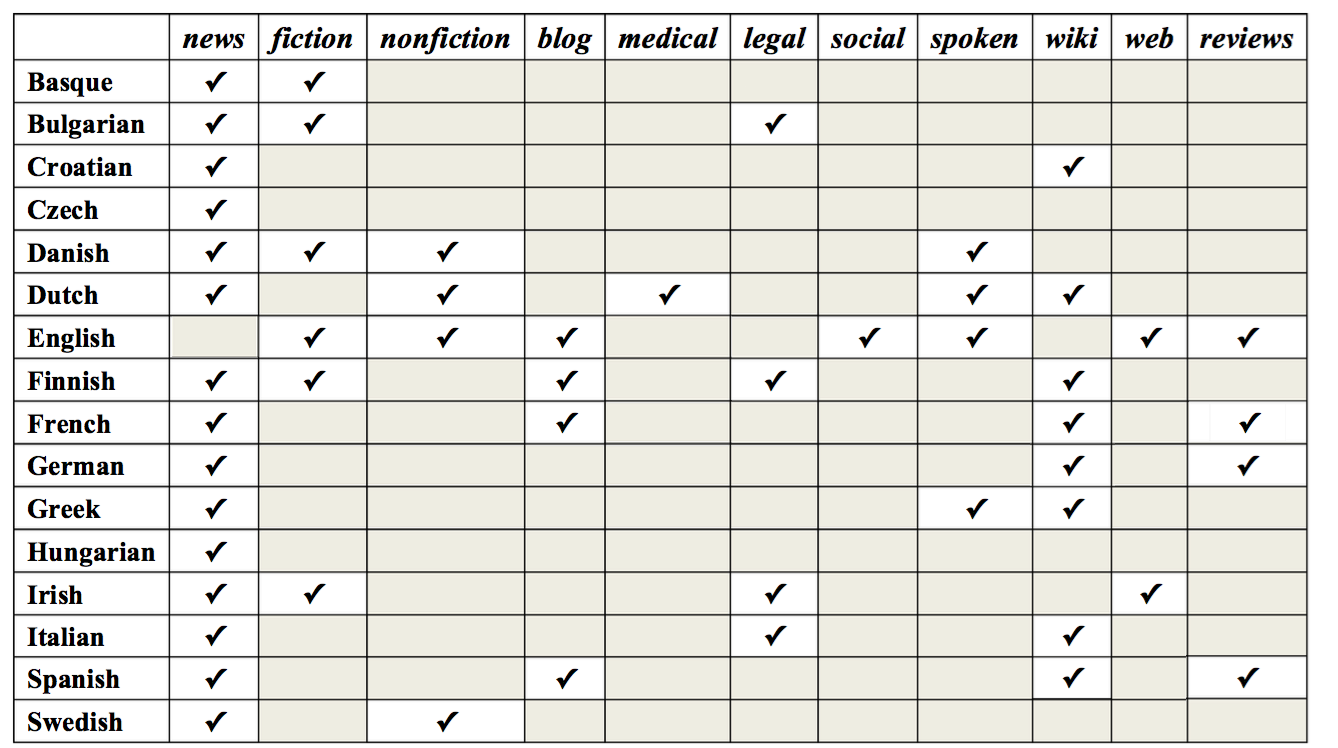 news fiction nonfiction blog medical legal social spoken wiki web reviews
Basque ✓ ✓
Bulgarian ✓ ✓ ✓
Croatian ✓ ✓
Czech ✓
Danish ✓ ✓ ✓ ✓
Dutch ✓ ✓ ✓ ✓ ✓
English ✓ ✓ ✓ ✓ ✓ ✓ ✓
Finnish ✓ ✓ ✓ ✓ ✓
French ✓ ✓ ✓ ✓
German ✓ ✓ ✓
Greek ✓ ✓ ✓
Hungarian ✓
Irish ✓ ✓ ✓ ✓
Italian ✓ ✓ ✓
Spanish ✓ ✓ ✓ ✓
Swedish ✓ ✓